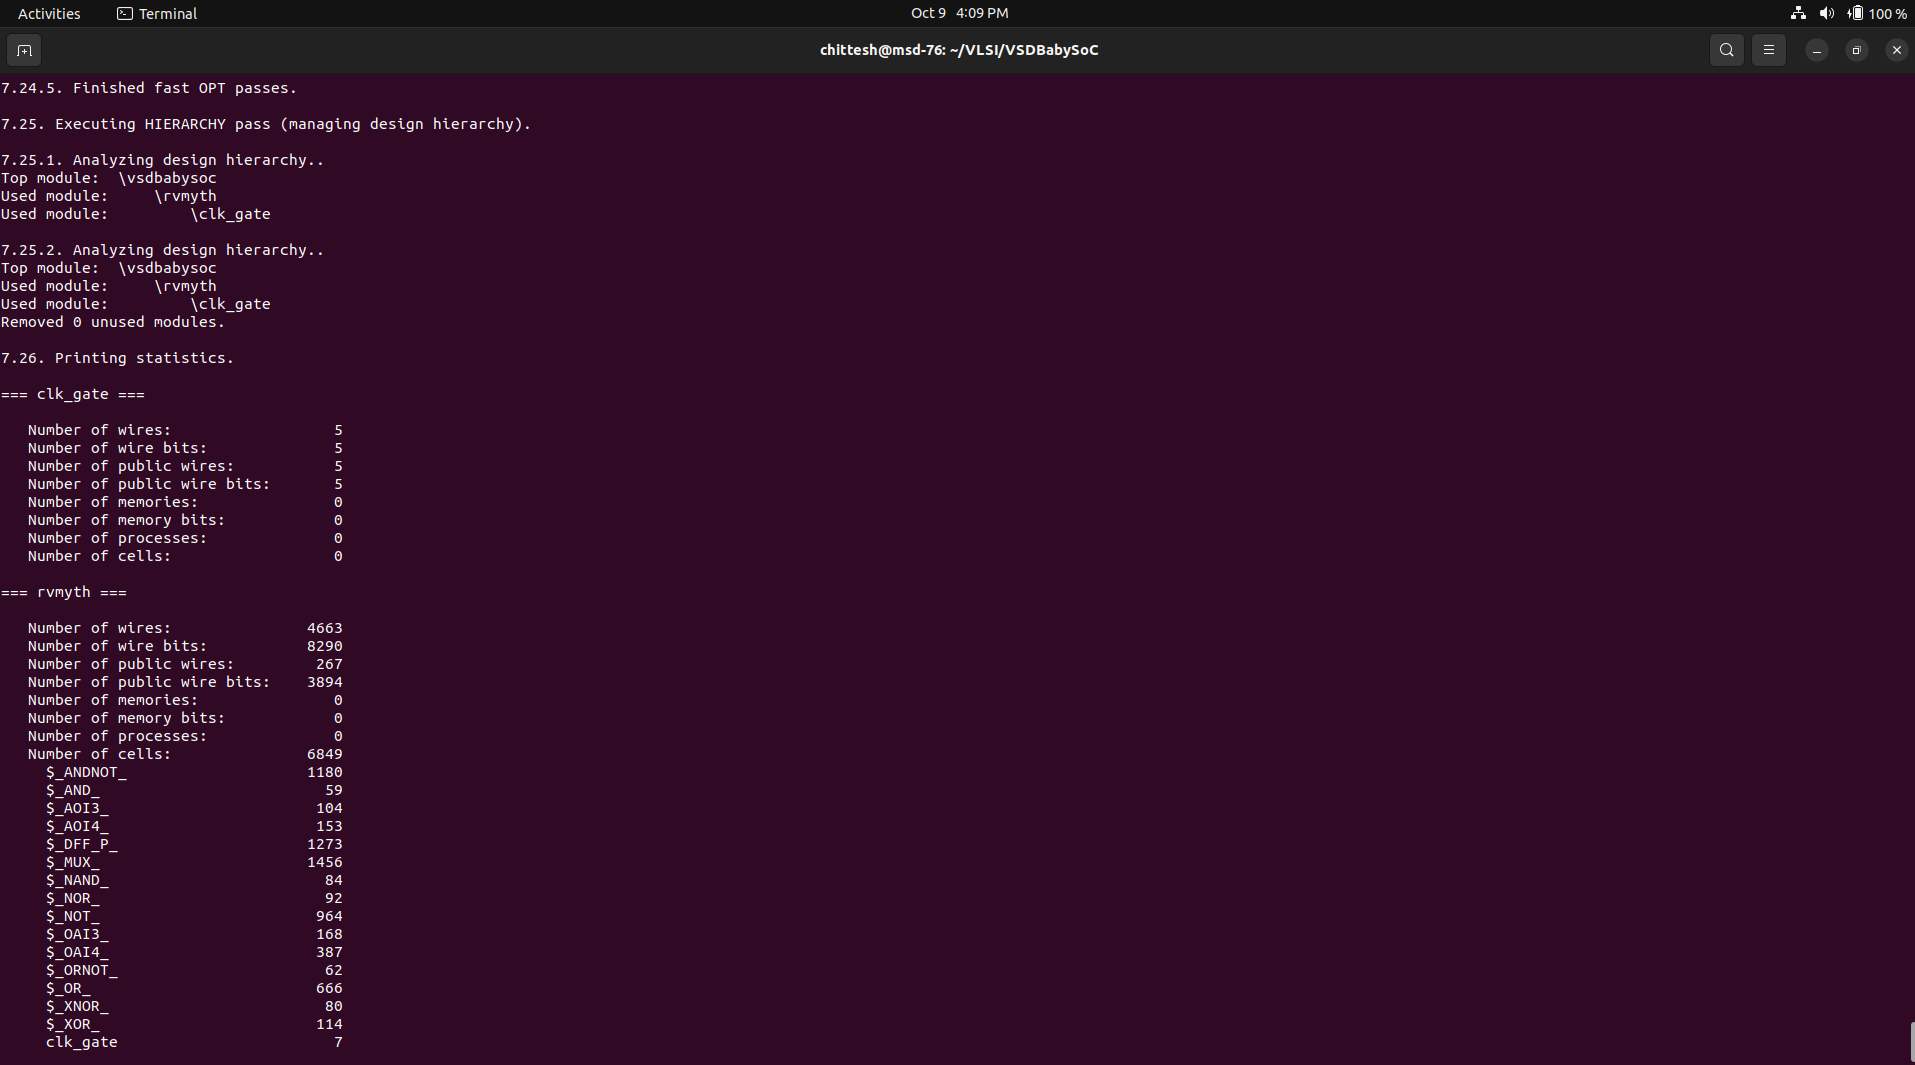 Activities Terminal Oct 9 4:09 PM 100 %
chittesh@msd-76: ~/VLSI/VSDBabySoC
7.24.5. Finished fast OPT passes.
7.25. Executing HIERARCHY pass (managing design hierarchy).
7.25.1. Analyzing design hierarchy..
Top module:  \vsdbabysoc
Used module:     \rvmyth
Used module:         \clk_gate
7.25.2. Analyzing design hierarchy..
Top module:  \vsdbabysoc
Used module:     \rvmyth
Used module:         \clk_gate
Removed 0 unused modules.
7.26. Printing statistics.
=== clk_gate ===
Number of wires: 5
Number of wire bits: 5
Number of public wires: 5
Number of public wire bits: 5
Number of memories: 0
Number of memory bits: 0
Number of processes: 0
Number of cells: 0
=== rvmyth ===
Number of wires: 4663
Number of wire bits: 8290
Number of public wires: 267
Number of public wire bits: 3894
Number of memories: 0
Number of memory bits: 0
Number of processes: 0
Number of cells: 6849
$_ANDNOT_ 1180
$_AND_ 59
$_AOI3_ 104
$_AOI4_ 153
$_DFF_P_ 1273
$_MUX_ 1456
$_NAND_ 84
$_NOR_ 92
$_NOT_ 964
$_OAI3_ 168
$_OAI4_ 387
$_ORNOT_ 62
$_OR_ 666
$_XNOR_ 80
$_XOR_ 114
clk_gate 7